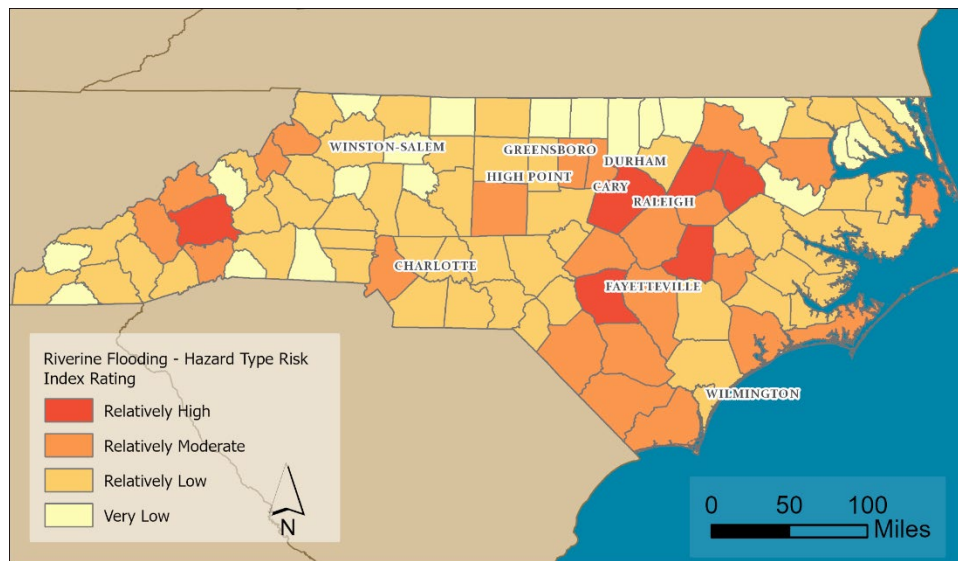 WINSTON-SALEM
GREENSBORO
DURHAM
HIGH POINT
CARY
RALEIGH
CHARLOTTE
FAYETTEVILLE
WILMINGTON
Riverine Flooding - Hazard Type Risk
Index Rating
Relatively High
Relatively Moderate
Relatively Low
Very Low
N
0 50 100
Miles